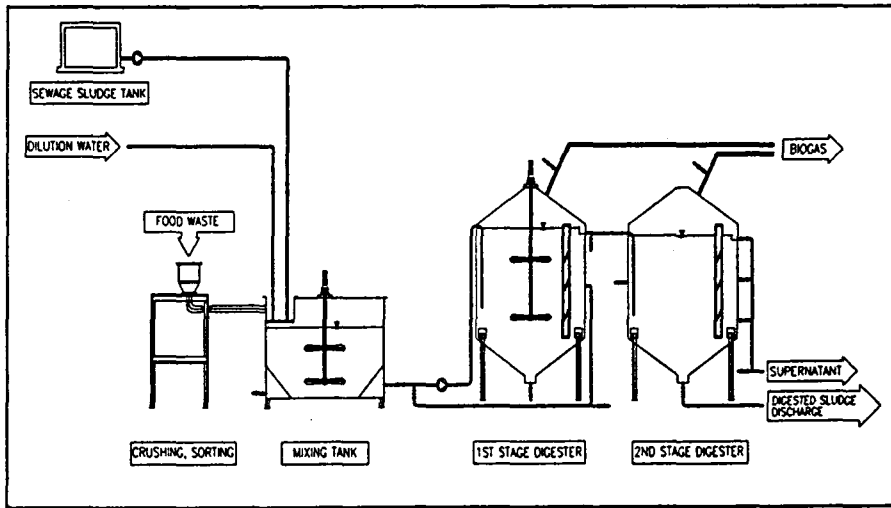 SEWAGE SLUDGE TANK
DILUTION WATER
FOOD WASTE
BIOGAS
SUPERNATANT
DIGESTED SLUDGE
DISCHARGE
CRUSHING, SORTING
MIXING TANK
1ST STAGE DIGESTER
2ND STAGE DIGESTER